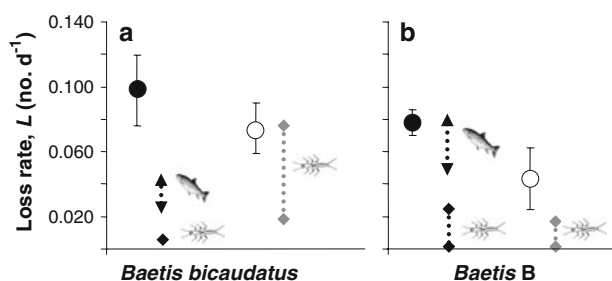 a
b
Loss rate, L (no. d⁻¹)
0.140
0.100
0.060
0.020
Baetis bicaudatus
Baetis B